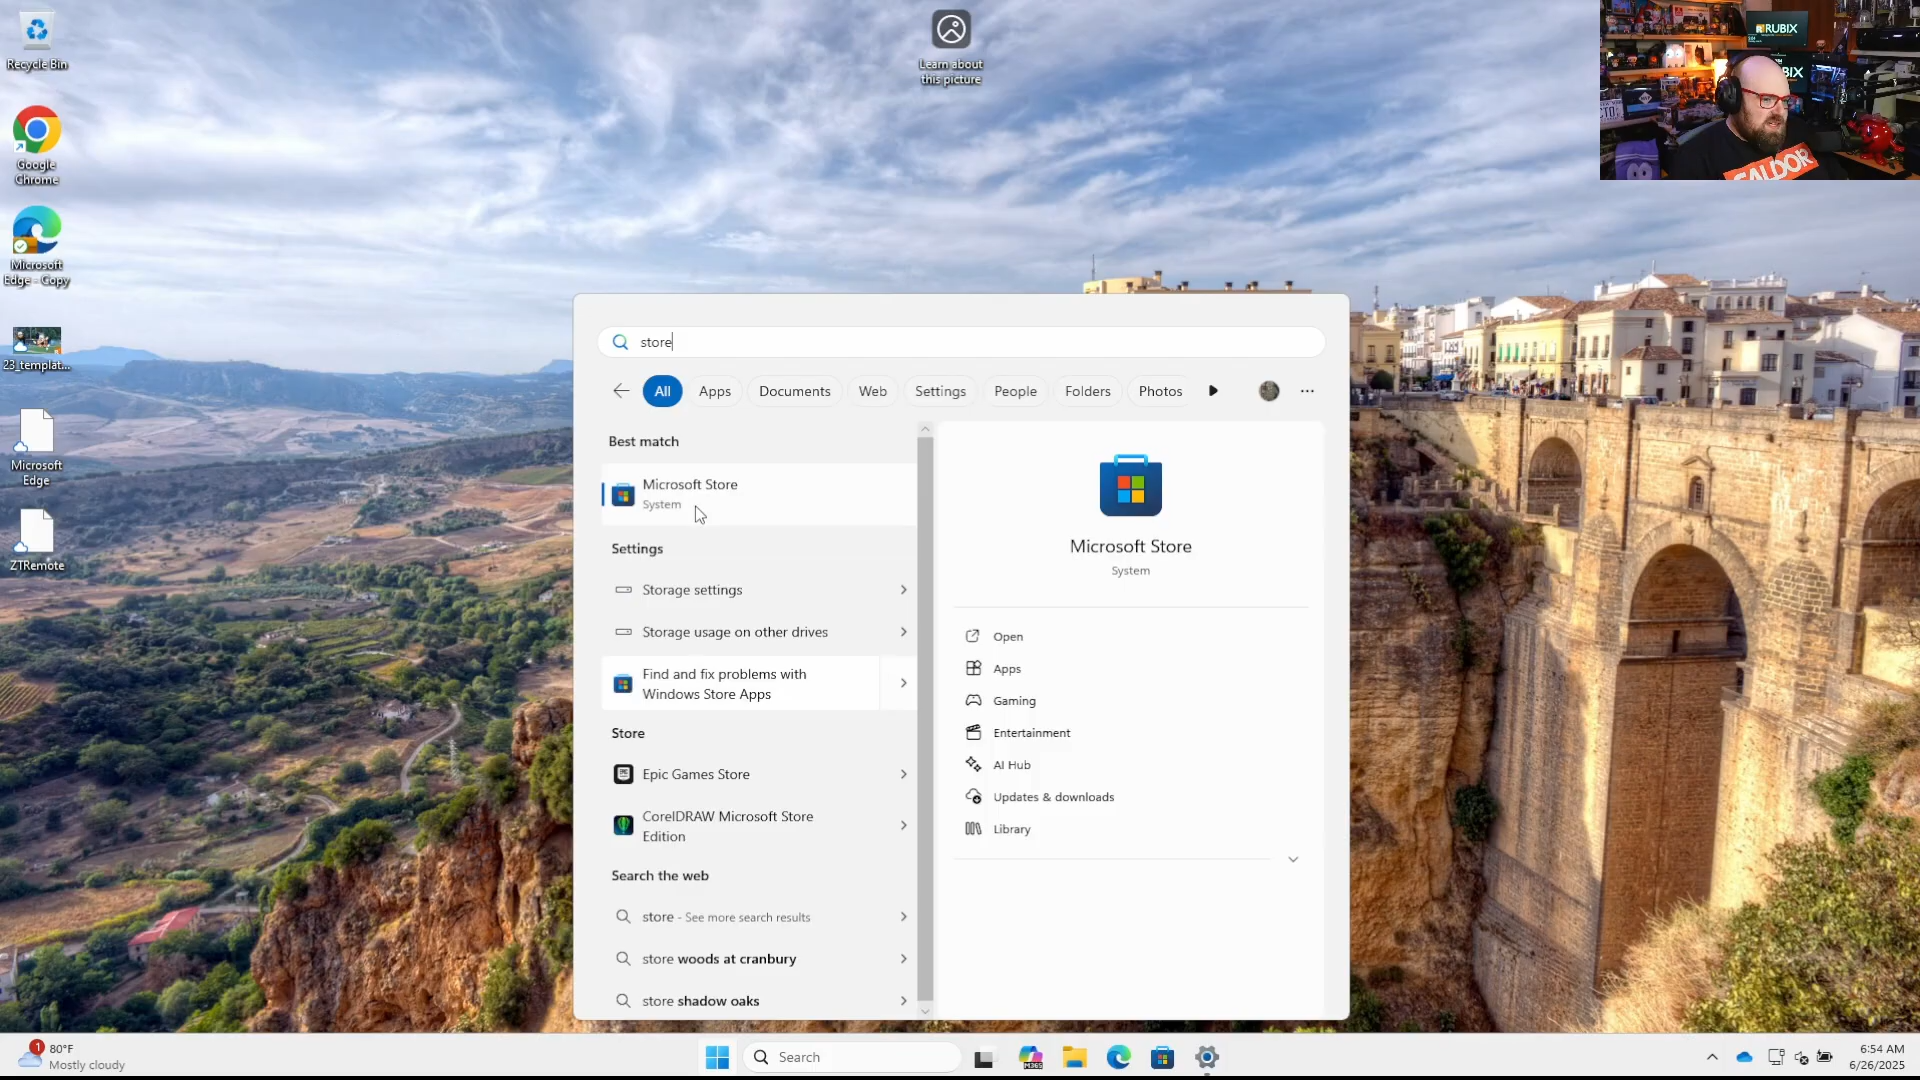 Recycle Bin
Google
Chrome
Microsoft
Edge - Copy
23_templat...
Microsoft
Edge
ZTRemote
Learn about
this picture
RUBIX
CALDOR
store
All
Apps
Documents
Web
Settings
People
Folders
Photos
Best match
Microsoft Store
System
Settings
Storage settings
Storage usage on other drives
Find and fix problems with
Windows Store Apps
Store
Epic Games Store
CorelDRAW Microsoft Store
Edition
Search the web
store - See more search results
store woods at cranbury
store shadow oaks
Microsoft Store
System
Open
Apps
Gaming
Entertainment
AI Hub
Updates & downloads
Library
1
80°F
Mostly cloudy
Search
M365
6:54 AM
6/26/2025